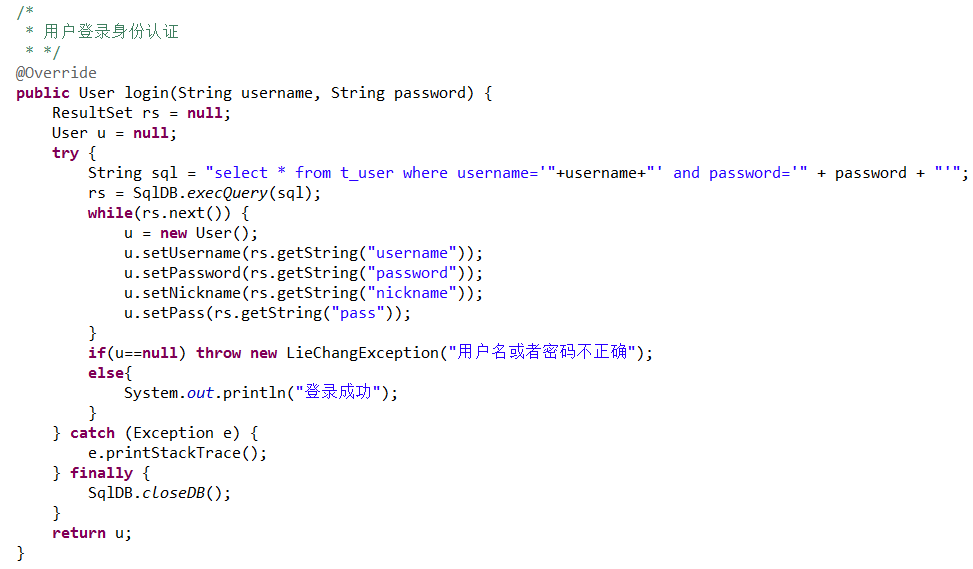 /*
 * 用户登录身份认证
 * */
@Override
public User login(String username, String password) {
    ResultSet rs = null;
    User u = null;
    try {
        String sql = "select * from t_user where username='"+username+"' and password='" + password + "'";
        rs = SqlDB.execQuery(sql);
        while(rs.next()) {
            u = new User();
            u.setUsername(rs.getString("username"));
            u.setPassword(rs.getString("password"));
            u.setNickname(rs.getString("nickname"));
            u.setPass(rs.getString("pass"));
        }
        if(u==null) throw new LieChangException("用户名或者密码不正确");
        else{
            System.out.println("登录成功");
        }
    } catch (Exception e) {
        e.printStackTrace();
    } finally {
        SqlDB.closeDB();
    }
    return u;
}